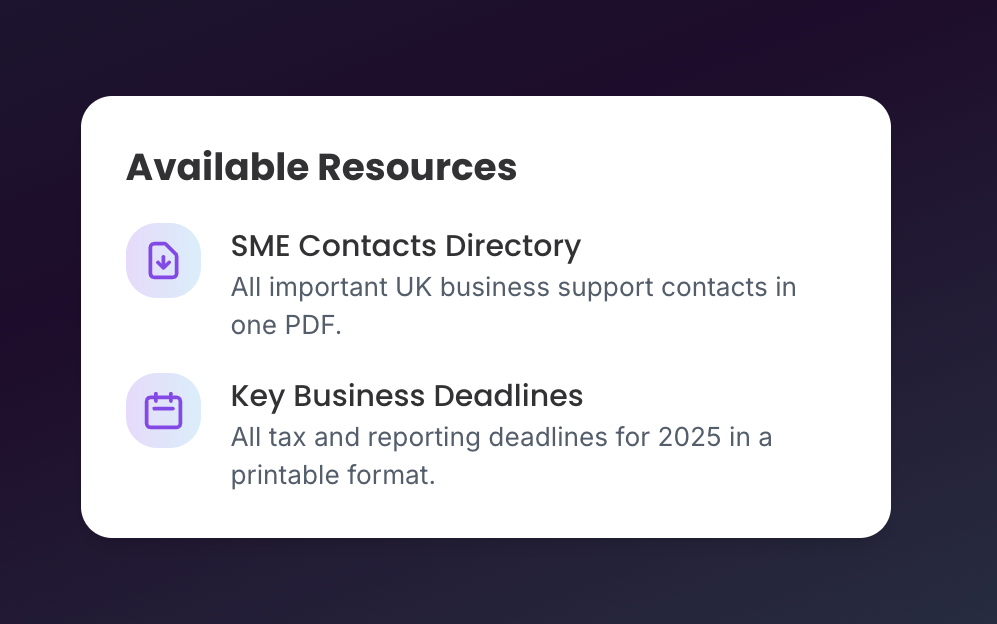 Available Resources
SME Contacts Directory
All important UK business support contacts in
one PDF.
Key Business Deadlines
All tax and reporting deadlines for 2025 in a
printable format.